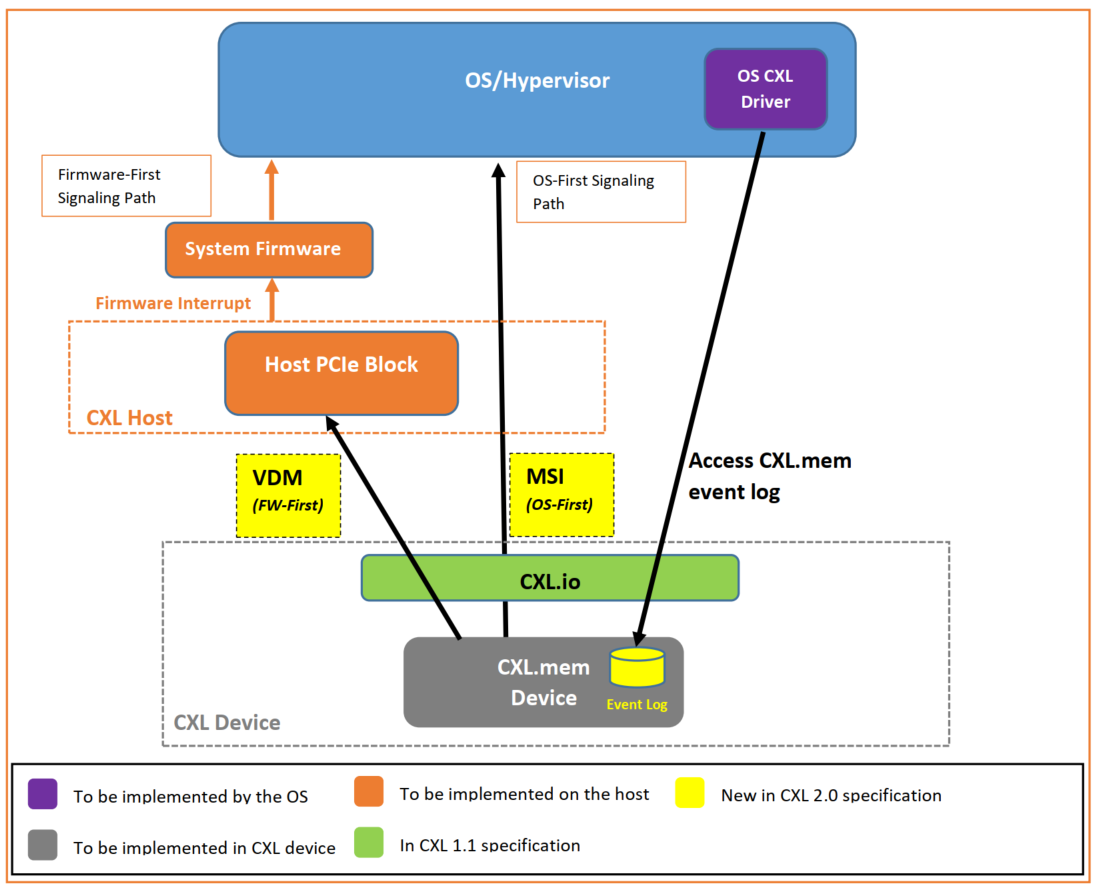 OS/Hypervisor
OS CXL
Driver
Firmware-First
Signaling Path
OS-First Signaling
Path
System Firmware
Firmware Interrupt
Host PCIe Block
CXL Host
Access CXL.mem
event log
VDM
(FW-First)
MSI
(OS-First)
CXL.io
CXL.mem
Device
Event Log
CXL Device
To be implemented by the OS
To be implemented on the host
New in CXL 2.0 specification
To be implemented in CXL device
In CXL 1.1 specification